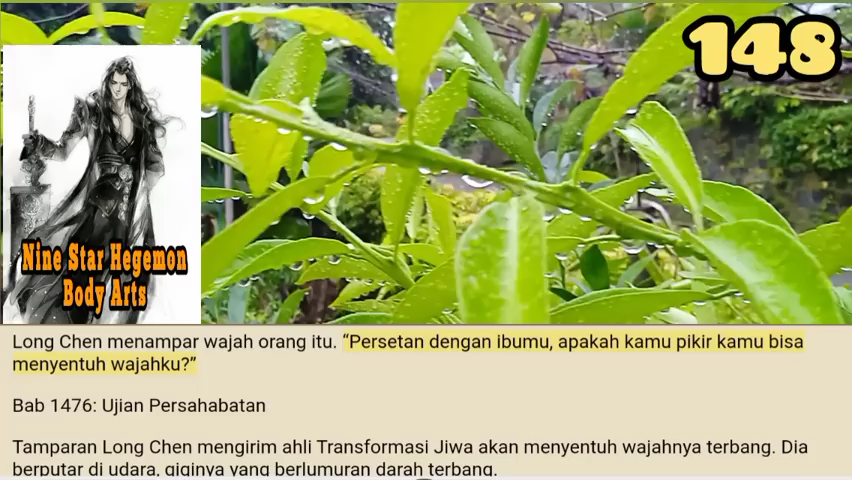 148
Nine Star Hegemon
Body Arts
Long Chen menampar wajah orang itu. “Persetan dengan ibumu, apakah kamu pikir kamu bisa
menyentuh wajahku?”
Bab 1476: Ujian Persahabatan
Tamparan Long Chen mengirim ahli Transformasi Jiwa akan menyentuh wajahnya terbang. Dia
berputar di udara, giginya yang berlumuran darah terbang.